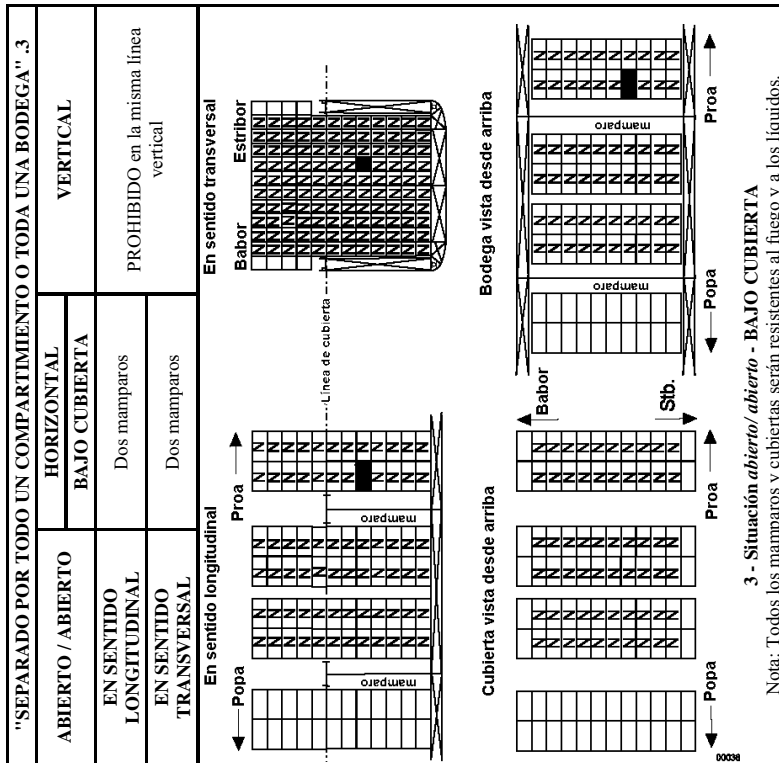 "SEPARADO POR TODO UN COMPARTIMIENTO O TODA UNA BODEGA" .3
ABIERTO / ABIERTO
HORIZONTAL
VERTICAL
BAJO CUBIERTA
EN SENTIDO
LONGITUDINAL
Dos mamparos
PROHIBIDO en la misma línea
vertical
EN SENTIDO
TRANSVERSAL
Dos mamparos
En sentido longitudinal
En sentido transversal
Popa
Proa
Babor
Estribor
Línea de cubierta
mamparo
mamparo
Cubierta vista desde arriba
Bodega vista desde arriba
Babor
Stb.
mamparo
mamparo
Popa
Proa
Popa
Proa
00036
3 - Situación abierto/ abierto - BAJO CUBIERTA
Nota: Todos los mamparos y cubiertas serán resistentes al fuego y a los líquidos.